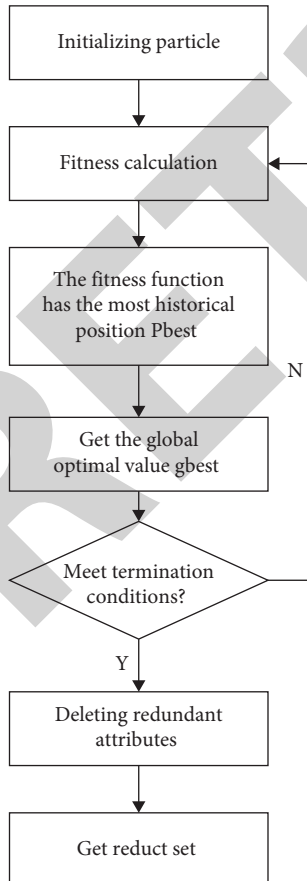 Initializing particle
Fitness calculation
The fitness function
has the most historical
position Pbest
N
Get the global
optimal value gbest
Meet termination
conditions?
Y
Deleting redundant
attributes
Get reduct set
RET